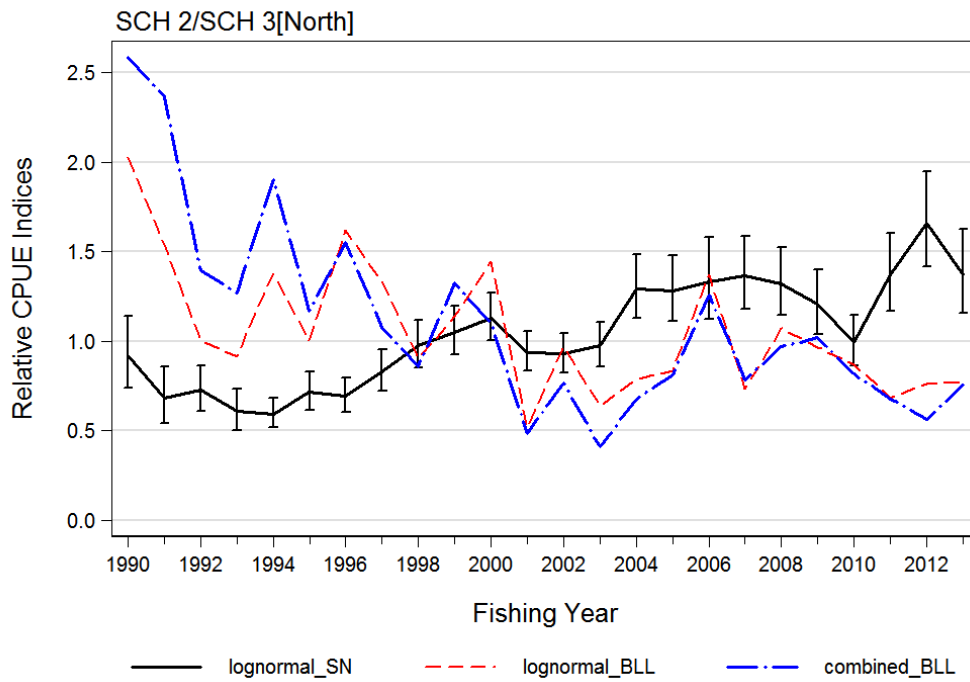 SCH 2/SCH 3[North]
2.5
2.0
1.5
1.0
0.5
0.0
Relative CPUE Indices
1990 1992 1994 1996 1998 2000 2002 2004 2006 2008 2010 2012
Fishing Year
lognormal_SN lognormal_BLL combined_BLL